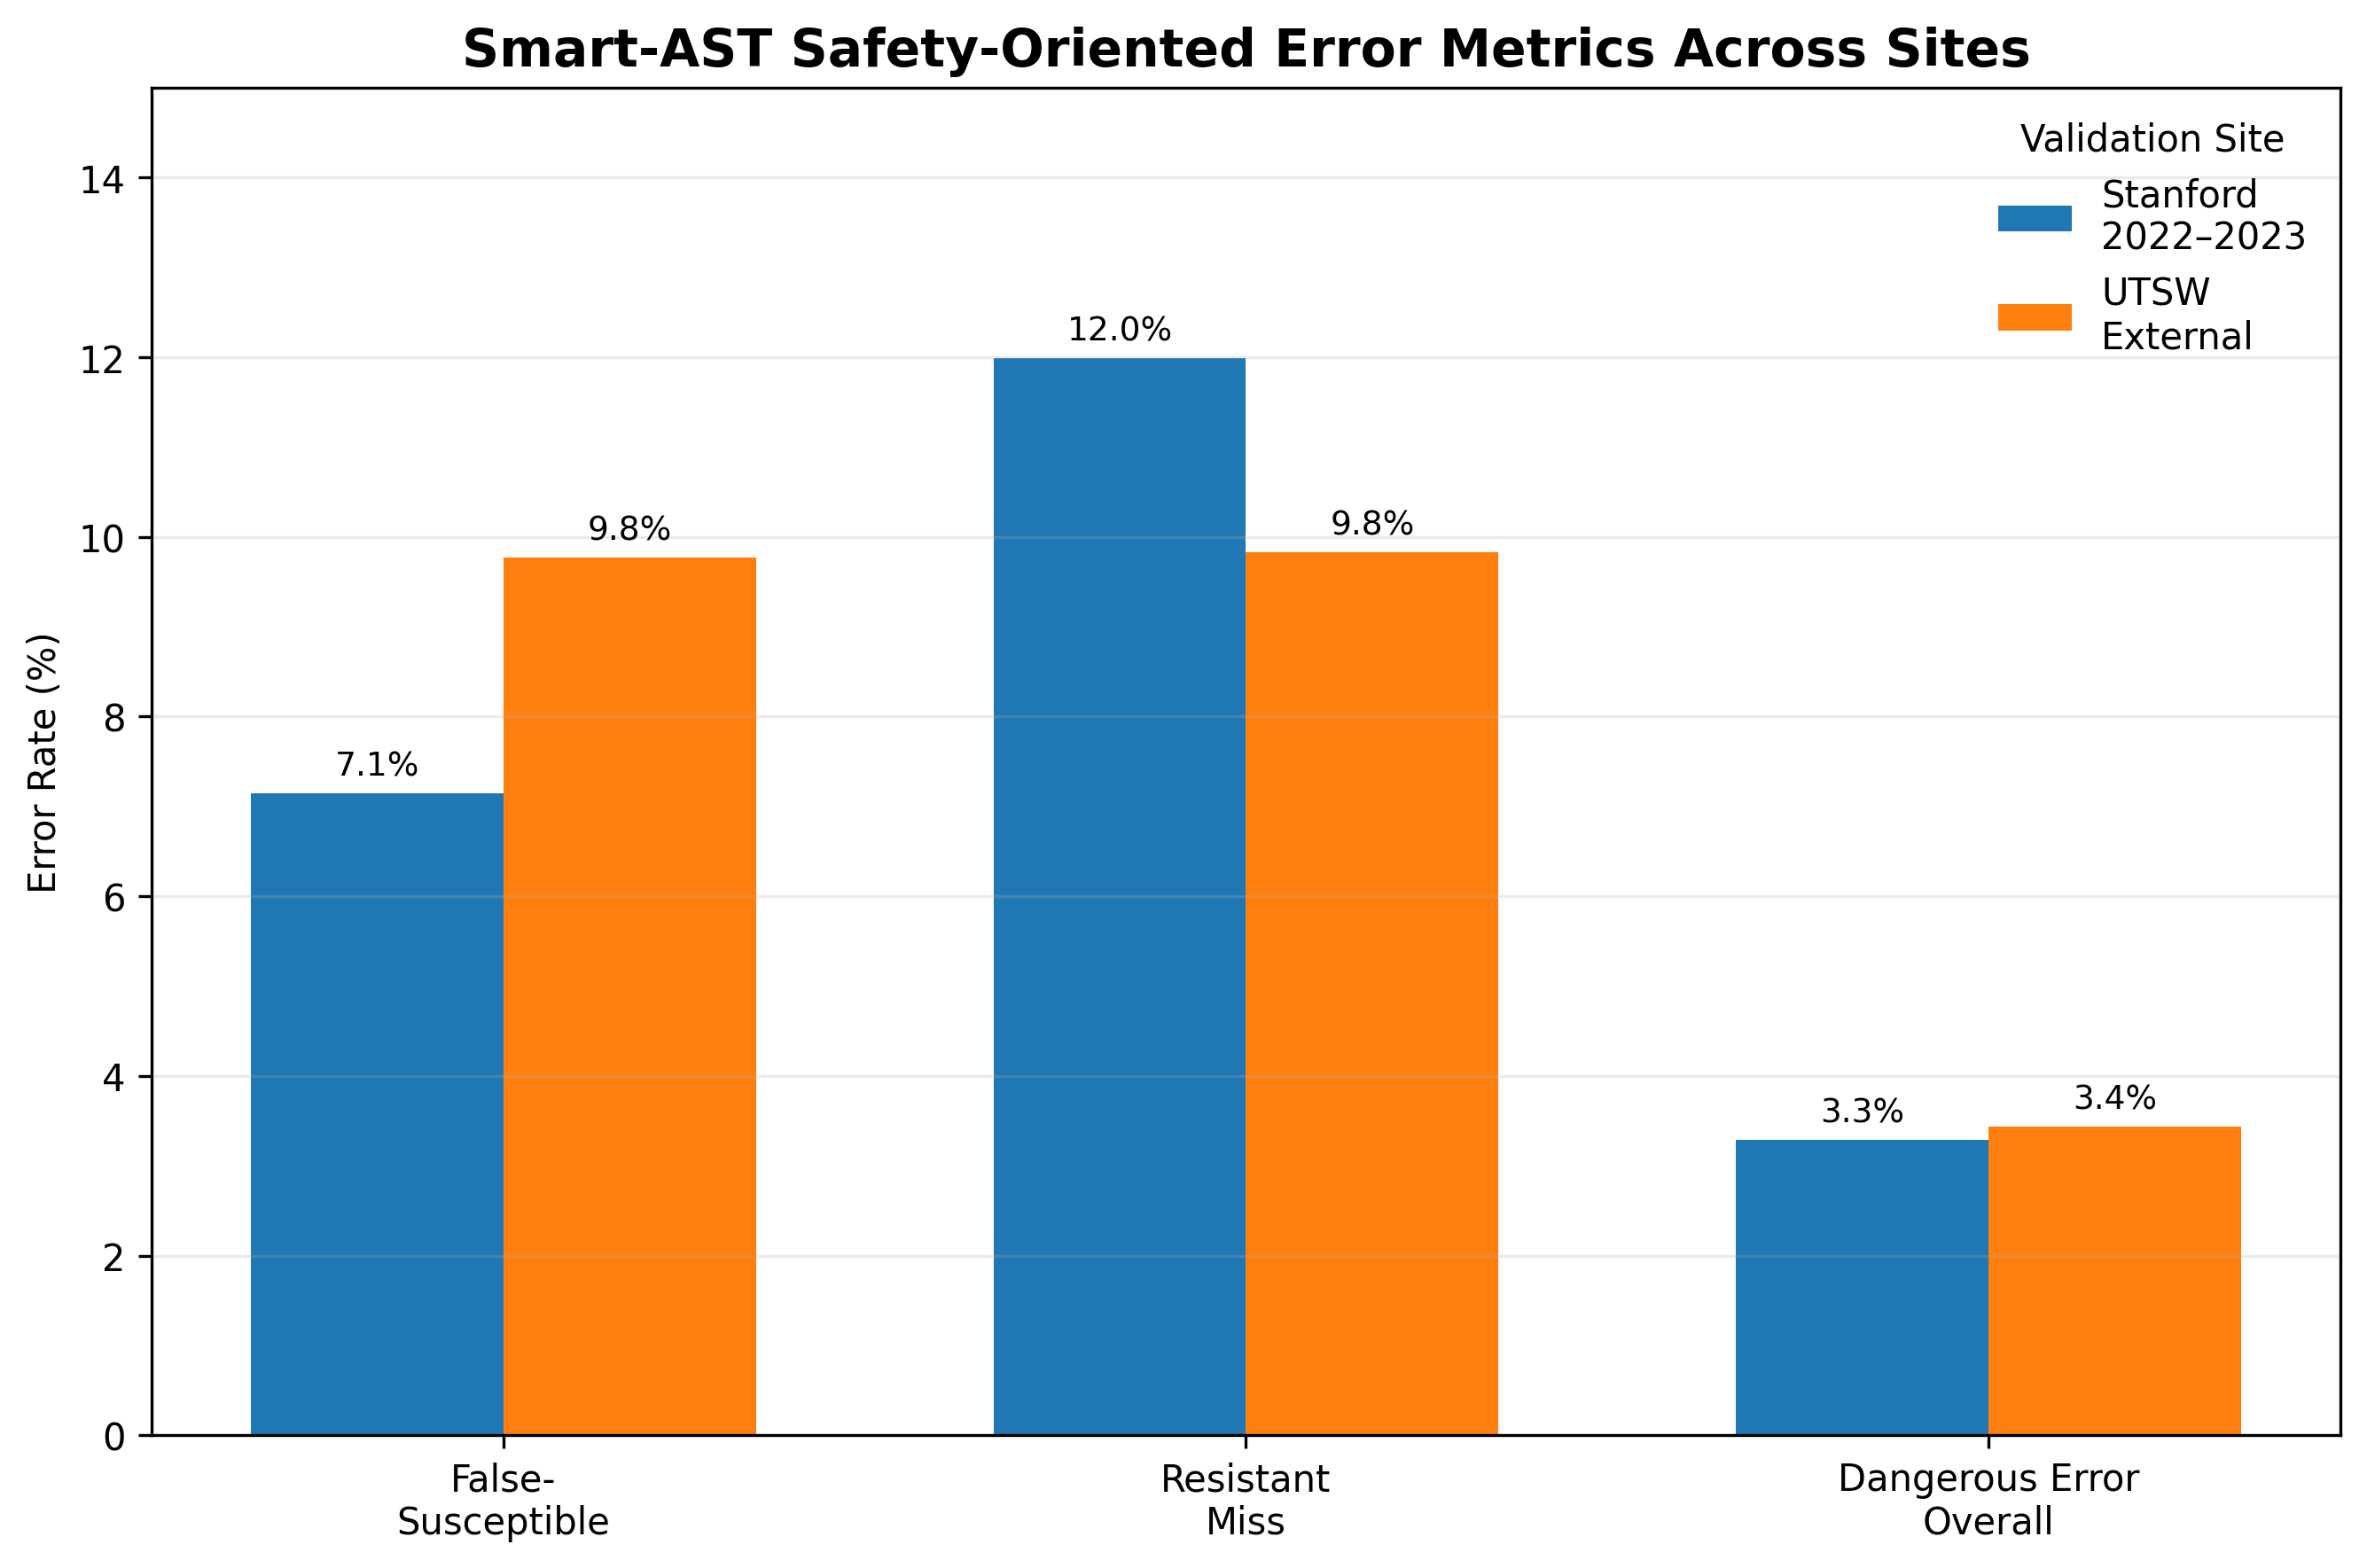 Smart-AST Safety-Oriented Error Metrics Across Sites
Validation Site
Stanford
2022–2023
UTSW
External
Error Rate (%)
14
12
10
8
6
4
2
0
7.1%
9.8%
12.0%
9.8%
3.3%
3.4%
False-
Susceptible
Resistant
Miss
Dangerous Error
Overall